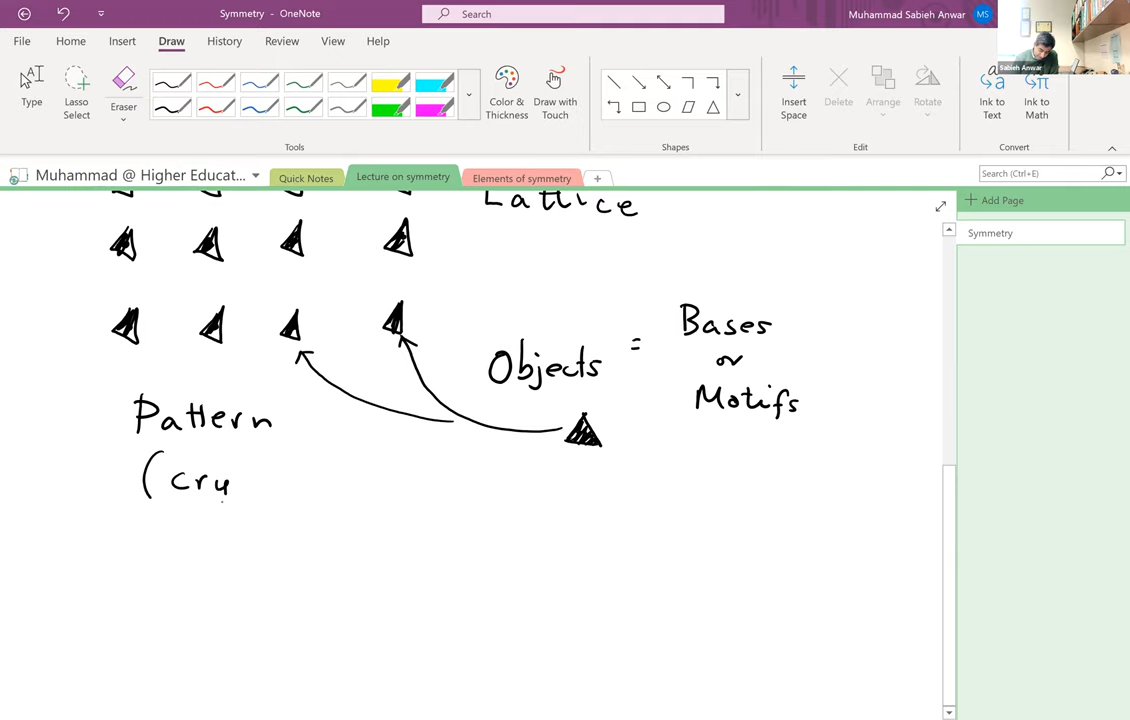 Symmetry - OneNote
Search
Muhammad Sabieh Anwar
MS
Sabieh Anwar
File
Home
Insert
Draw
History
Review
View
Help
Type
Lasso Select
Eraser
Color & Thickness
Draw with Touch
Insert Space
Delete
Arrange
Rotate
Ink to Text
Ink to Math
Tools
Shapes
Edit
Convert
Muhammad @ Higher Educat...
Quick Notes
Lecture on symmetry
Elements of symmetry
+
Search (Ctrl+E)
Add Page
Symmetry
Lattice
Objects = Bases
or
Motifs
Pattern
(cry